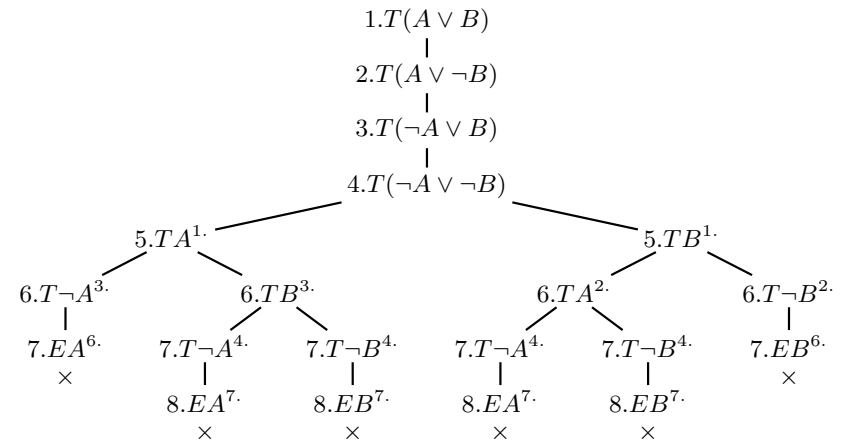 1.T(A ∨ B)
2.T(A ∨ ¬B)
3.T(¬A ∨ B)
4.T(¬A ∨ ¬B)
5.TA^{1.} 5.TB^{1.}
6.T¬A^{3.} 6.TB^{3.} 6.TA^{2.} 6.T¬B^{2.}
7.EA^{6.} 7.T¬A^{4.} 7.T¬B^{4.} 7.T¬A^{4.} 7.T¬B^{4.} 7.EB^{6.}
× ×
8.EA^{7.} 8.EB^{7.} 8.EA^{7.} 8.EB^{7.}
× × × ×